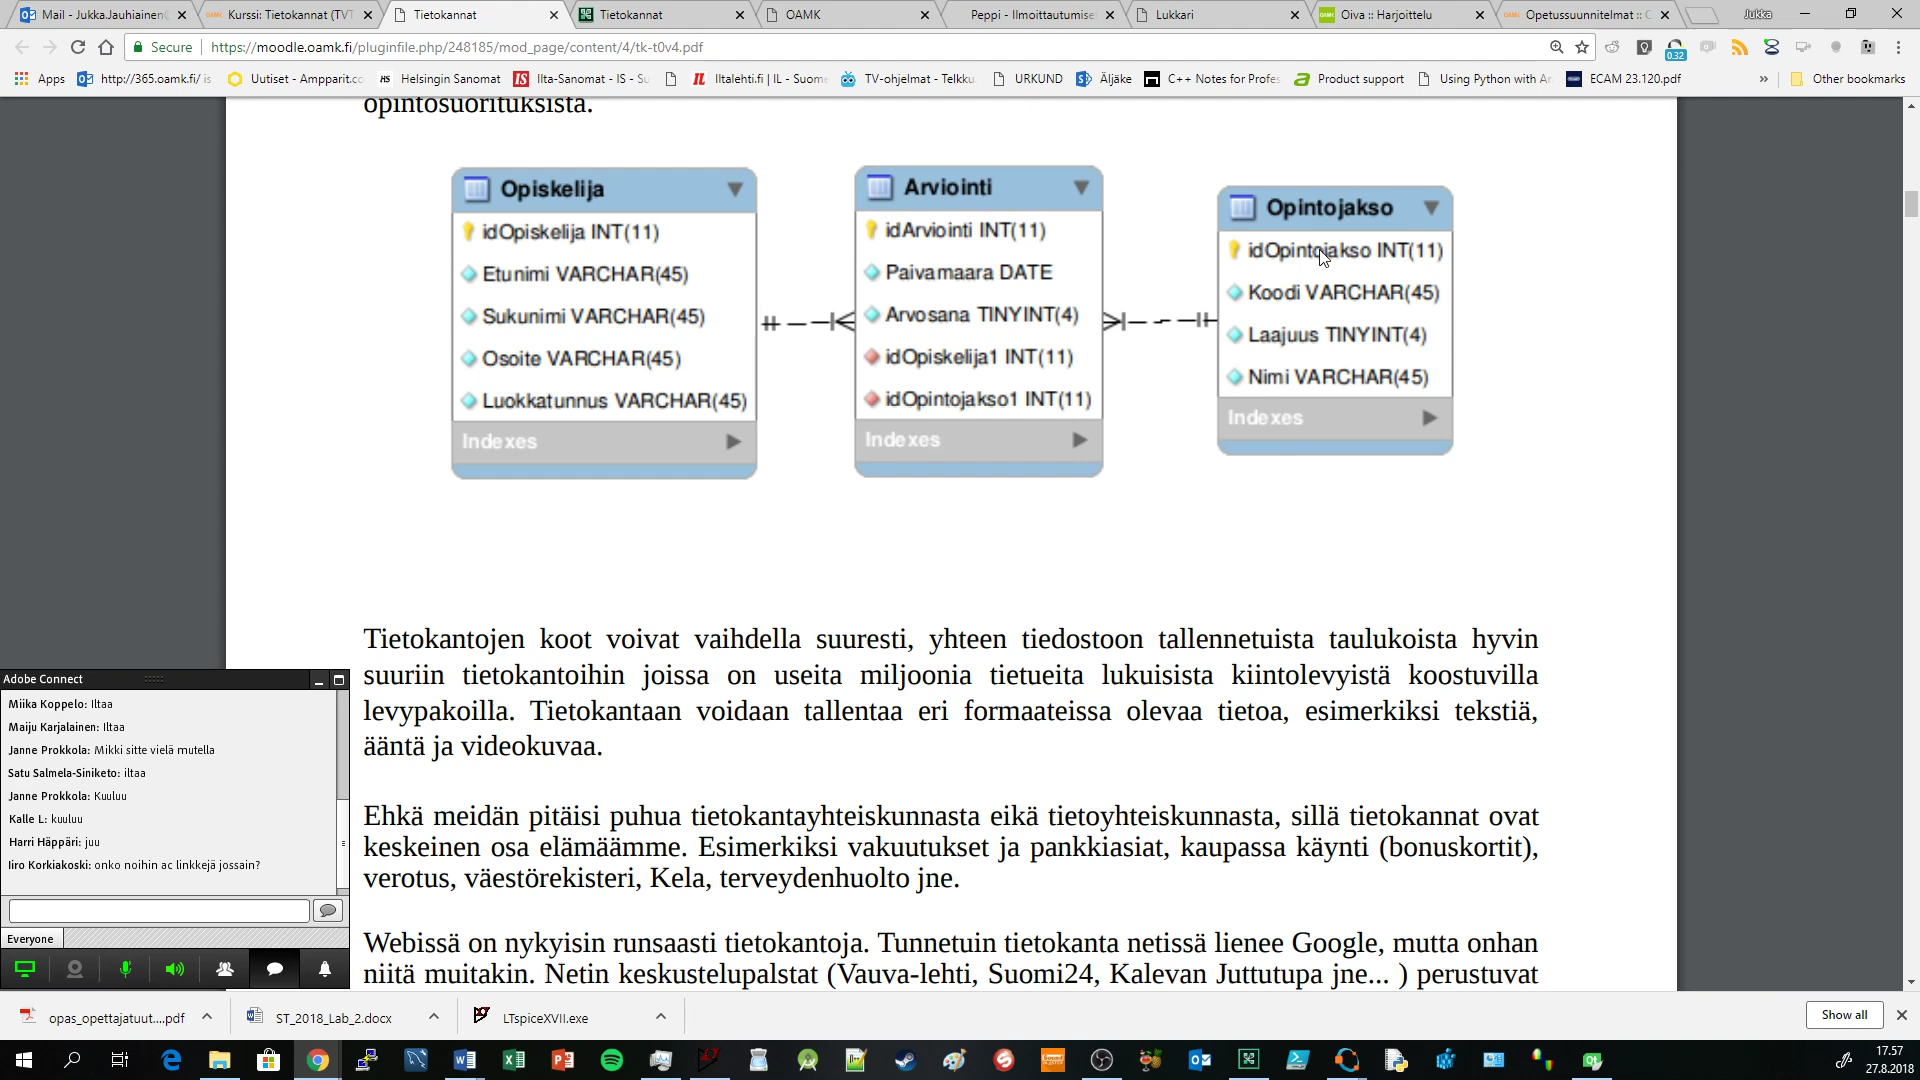 Mail - Jukka.Jauhiainen
Kurssi: Tietokannat (TVT
Tietokannat
Tietokannat
OAMK
Peppi - Ilmoittautumise
Lukkari
Oiva :: Harjoittelu
Opetussuunnitelmat ::
Jukka
Secure
https://moodle.oamk.fi/pluginfile.php/248185/mod_page/content/4/tk-t0v4.pdf
0.32
Apps
http://365.oamk.fi/
Uutiset - Ampparit.co
Helsingin Sanomat
Ilta-Sanomat - IS - Su
Iltalehti.fi | IL - Suome
TV-ohjelmat - Telkku
URKUND
Äljäke
C++ Notes for Profes
Product support
Using Python with Ar
ECAM 23.120.pdf
»
Other bookmarks
opintosuorituksista.
Opiskelija
idOpiskelija INT(11)
Etunimi VARCHAR(45)
Sukunimi VARCHAR(45)
Osoite VARCHAR(45)
Luokkatunnus VARCHAR(45)
Indexes
Arviointi
idArviointi INT(11)
Paivamaara DATE
Arvosana TINYINT(4)
idOpiskelija1 INT(11)
idOpintojakso1 INT(11)
Indexes
Opintojakso
idOpintojakso INT(11)
Koodi VARCHAR(45)
Laajuus TINYINT(4)
Nimi VARCHAR(45)
Indexes
Tietokantojen koot voivat vaihdella suuresti, yhteen tiedostoon tallennetuista taulukoista hyvin
suuriin tietokantoihin joissa on useita miljoonia tietueita lukuisista kiintolevyistä koostuvilla
levypakoilla. Tietokantaan voidaan tallentaa eri formaateissa olevaa tietoa, esimerkiksi tekstiä,
ääntä ja videokuvaa.
Ehkä meidän pitäisi puhua tietokantayhteiskunnasta eikä tietoyhteiskunnasta, sillä tietokannat ovat
keskeinen osa elämäämme. Esimerkiksi vakuutukset ja pankkiasiat, kaupassa käynti (bonuskortit),
verotus, väestörekisteri, Kela, terveydenhuolto jne.
Webissä on nykyisin runsaasti tietokantoja. Tunnetuin tietokanta netissä lienee Google, mutta onhan
niitä muitakin. Netin keskustelupalstat (Vauva-lehti, Suomi24, Kalevan Juttutupa jne... ) perustuvat
Adobe Connect
Miika Koppelo: Iltaa
Maiju Karjalainen: Iltaa
Janne Prokkola: Mikki sitte vielä mutella
Satu Salmela-Siniketo: iltaa
Janne Prokkola: Kuuluu
Kalle L: kuuluu
Harri Häppäri: juu
Iiro Korkiakoski: onko noihin ac linkkejä jossain?
Everyone
opas_opettajatuut....pdf
ST_2018_Lab_2.docx
LTspiceXVII.exe
Show all
17.57
27.8.2018